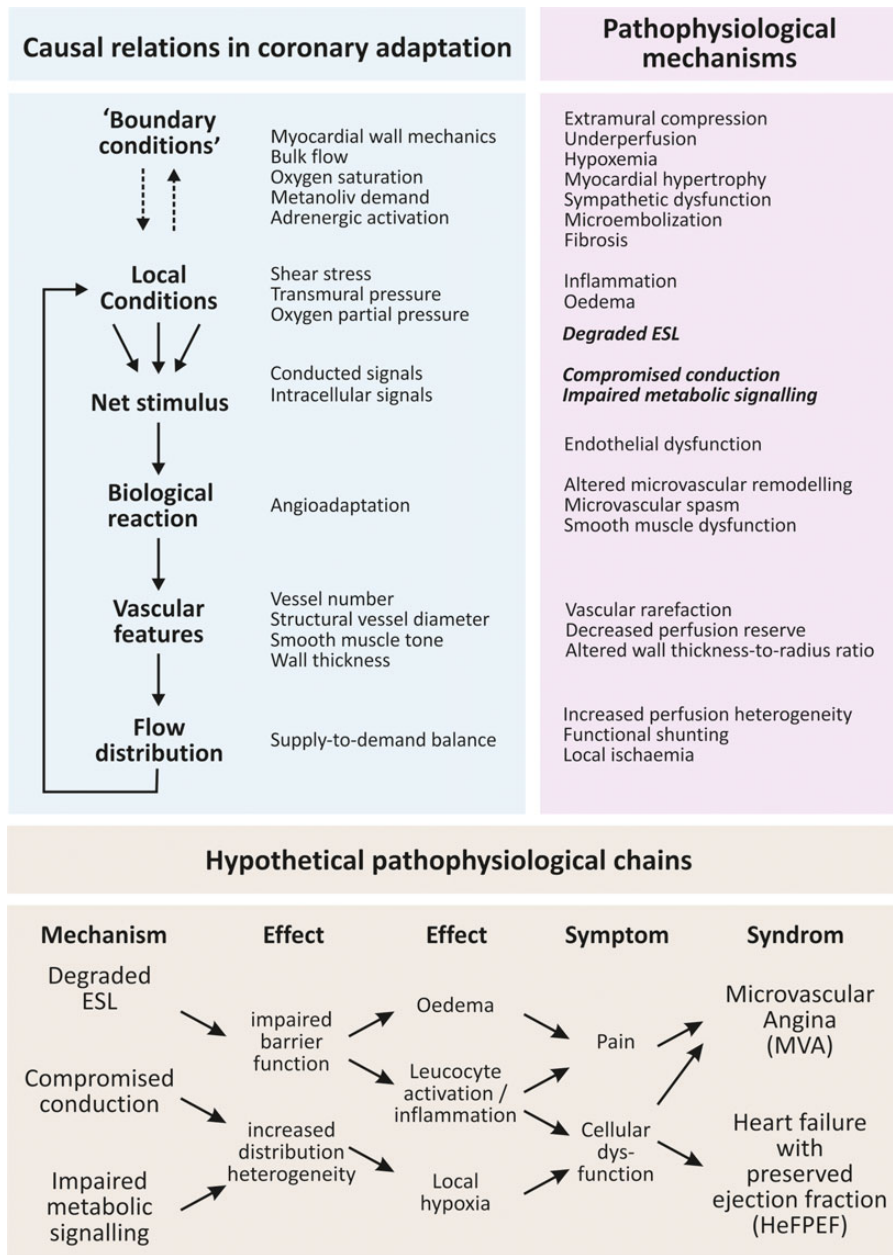 Causal relations in coronary adaptation
Pathophysiological
mechanisms
'Boundary
conditions'
Myocardial wall mechanics
Bulk flow
Oxygen saturation
Metanoliv demand
Adrenergic activation
Extramural compression
Underperfusion
Hypoxemia
Myocardial hypertrophy
Sympathetic dysfunction
Microembolization
Fibrosis
Local
Conditions
Shear stress
Transmural pressure
Oxygen partial pressure
Inflammation
Oedema
Degraded ESL
Net stimulus
Conducted signals
Intracellular signals
Compromised conduction
Impaired metabolic signalling
Endothelial dysfunction
Biological
reaction
Angioadaptation
Altered microvascular remodelling
Microvascular spasm
Smooth muscle dysfunction
Vascular
features
Vessel number
Structural vessel diameter
Smooth muscle tone
Wall thickness
Vascular rarefaction
Decreased perfusion reserve
Altered wall thickness-to-radius ratio
Flow
distribution
Supply-to-demand balance
Increased perfusion heterogeneity
Functional shunting
Local ischaemia
Hypothetical pathophysiological chains
Mechanism
Degraded
ESL
Compromised
conduction
Impaired
metabolic
signalling
Effect
impaired
barrier
function
increased
distribution
heterogeneity
Effect
Oedema
Leucocyte
activation /
inflammation
Local
hypoxia
Symptom
Pain
Cellular
dys-
function
Syndrom
Microvascular
Angina
(MVA)
Heart failure
with
preserved
ejection fraction
(HeFPEF)